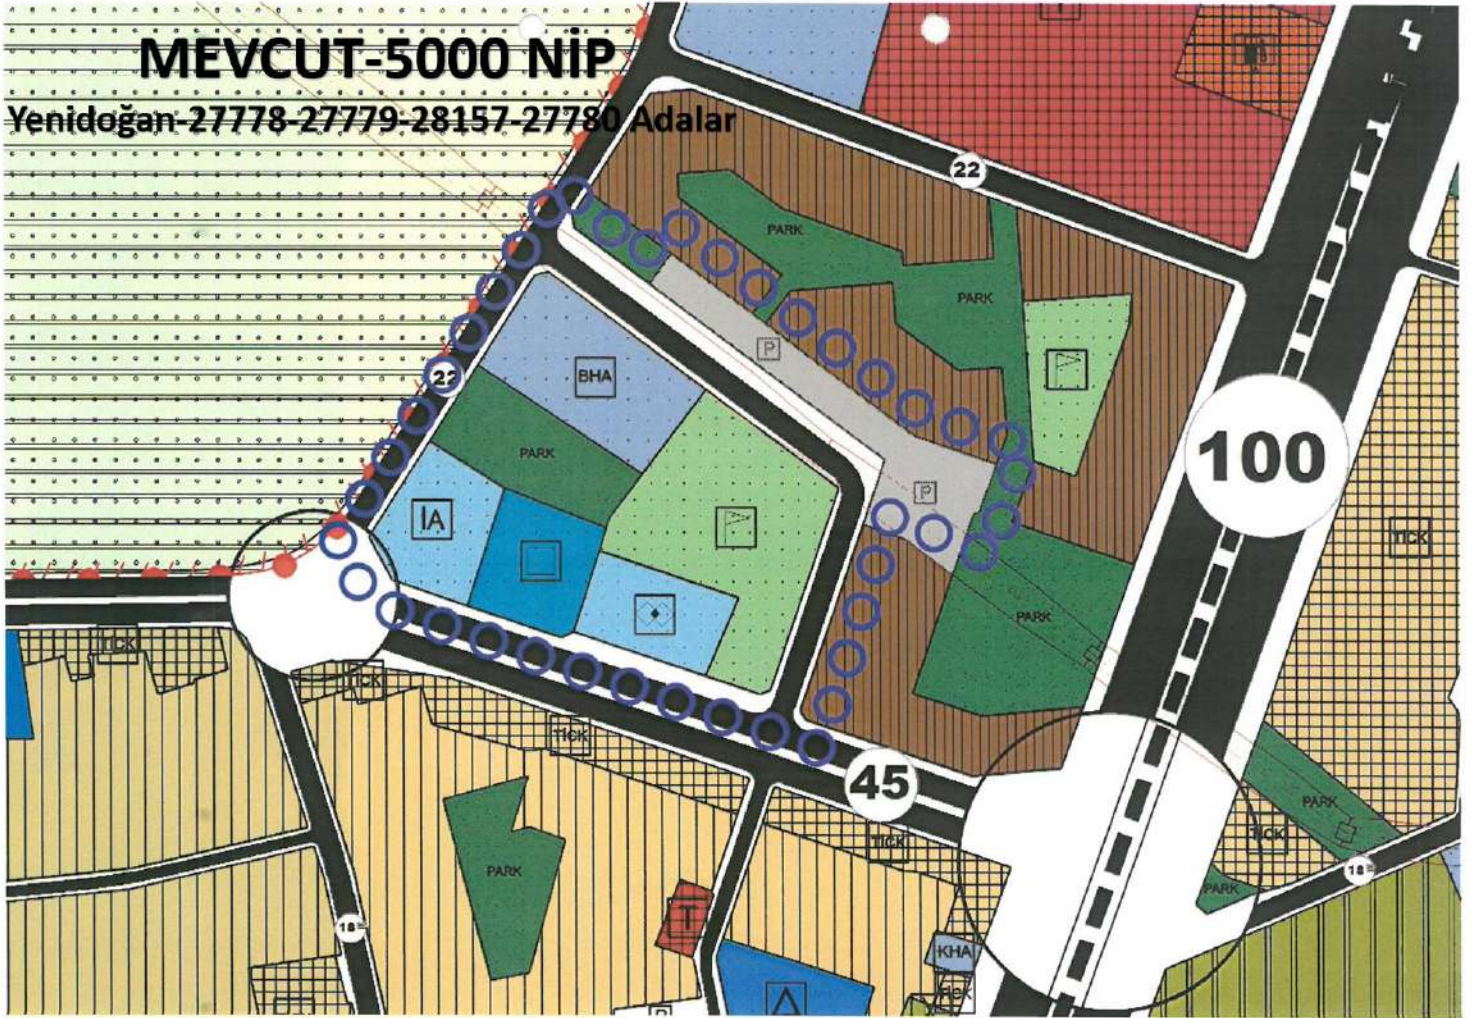 MEVCUT-5000 NİP
Yenidoğan-27778-27779-28157-27780 Adalar
22
PARK
PARK
P
BHA
22
PARK
P
100
İA
TİCK
PARK
TİCK
TİCK
TİCK
45
PARK
TİCK
TİCK
PARK
18
PARK
T
18
KHA
A